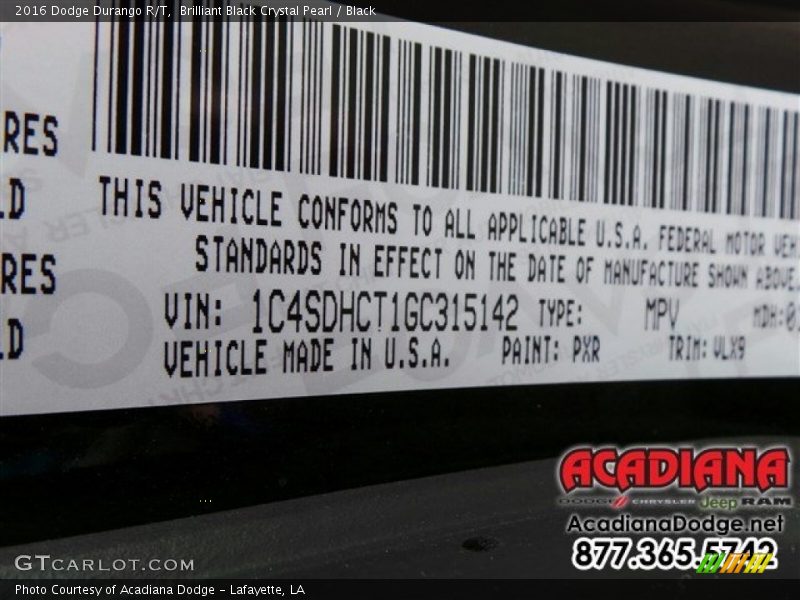 2016 Dodge Durango R/T, Brilliant Black Crystal Pearl / Black
RES
LD
RES
LD
THIS VEHICLE CONFORMS TO ALL APPLICABLE U.S.A. FEDERAL MOTOR VEH
STANDARDS IN EFFECT ON THE DATE OF MANUFACTURE SHOWN ABOVE.
VIN: 1C4SDHCT1GC315142 TYPE: MPV MDH:0
VEHICLE MADE IN U.S.A. PAINT: PXR TRIM: VLX9
ACADIANA
DODGE CHRYSLER Jeep RAM
AcadianaDodge.net
877.365.5742
GTCARLOT.COM
Photo Courtesy of Acadiana Dodge - Lafayette, LA